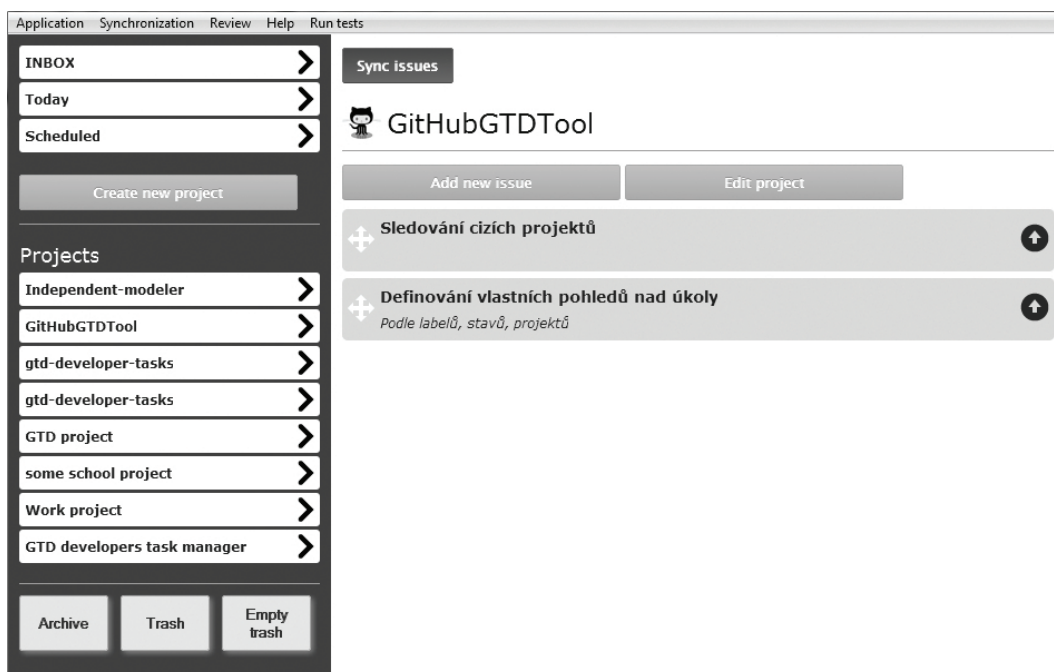 Application Synchronization Review Help Run tests
INBOX
Today
Scheduled
Create new project
Projects
Independent-modeler
GitHubGTDTool
gtd-developer-tasks
gtd-developer-tasks
GTD project
some school project
Work project
GTD developers task manager
Archive
Trash
Empty
trash
Sync issues
GitHubGTDTool
Add new issue
Edit project
Sledování cizích projektů
Definování vlastních pohledů nad úkoly
Podle labelů, stavů, projektů